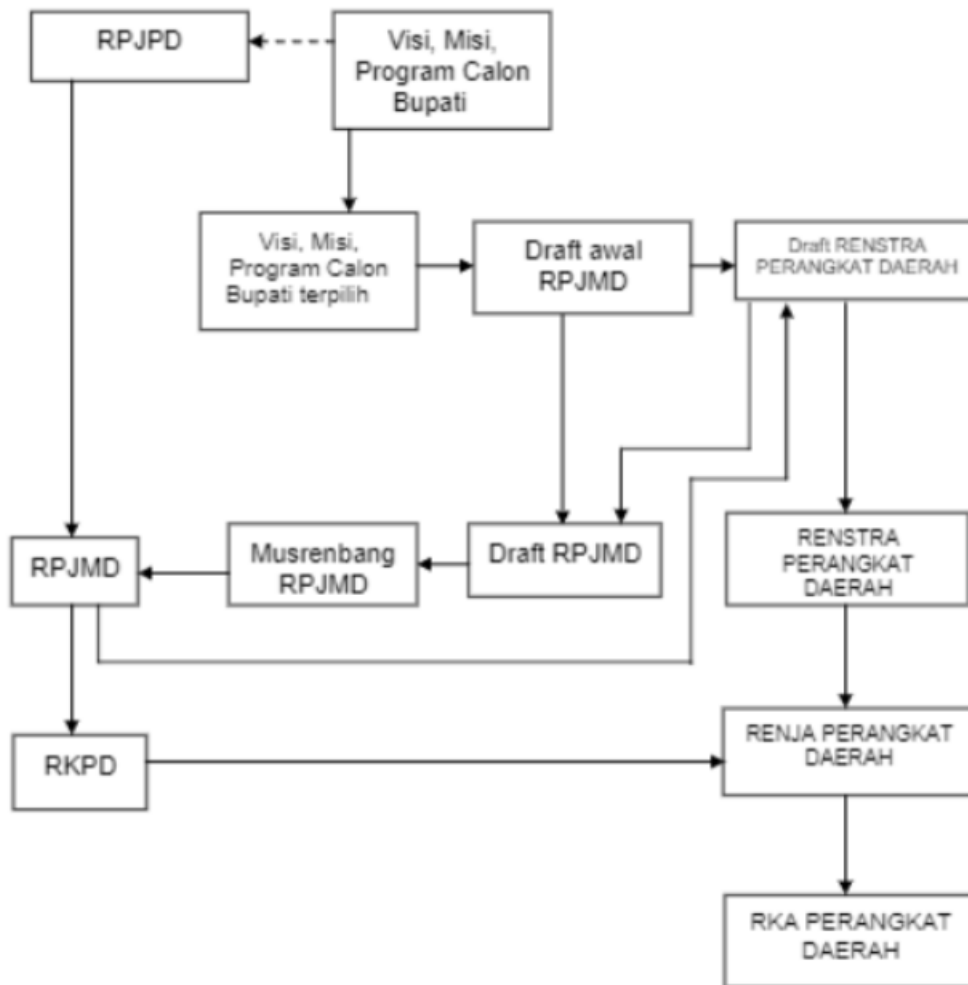 RPJPD
Visi, Misi,
Program Calon
Bupati
Visi, Misi,
Program Calon
Bupati terpilih
Draft awal
RPJMD
Draft RENSTRA
PERANGKAT DAERAH
RPJMD
Musrenbang
RPJMD
Draft RPJMD
RENSTRA
PERANGKAT
DAERAH
RKPD
RENJA PERANGKAT
DAERAH
RKA PERANGKAT
DAERAH